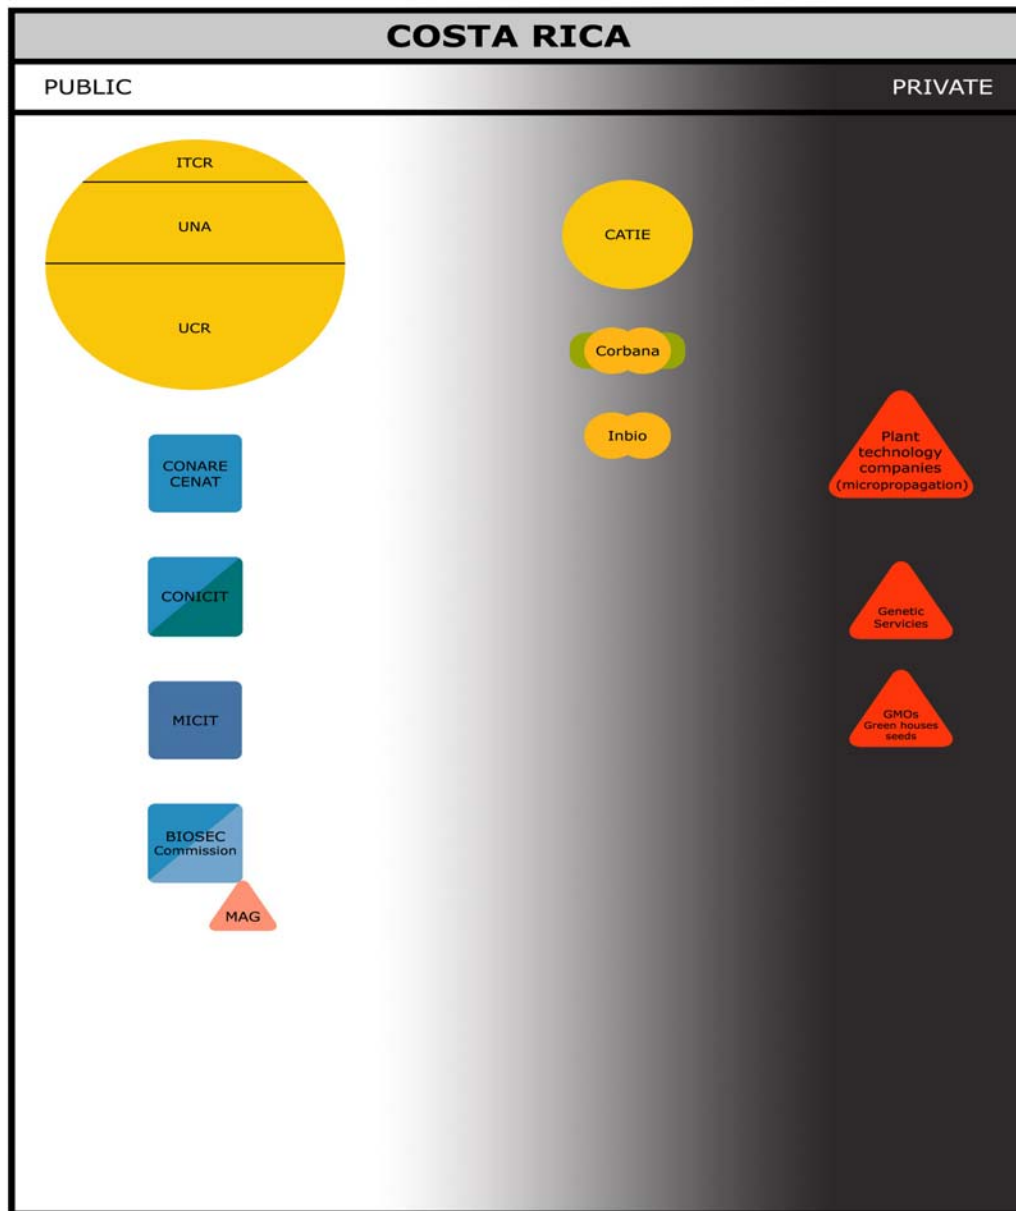 COSTA RICA
PUBLIC
PRIVATE
ITCR
UNA
UCR
CATIE
Corbana
Inbio
CONARE
CENAT
Plant
technology
companies
(micropropagation)
CONICIT
Genetic
Servicies
MICIT
GMOs
Green houses
seeds
BIOSEC
Commission
MAG